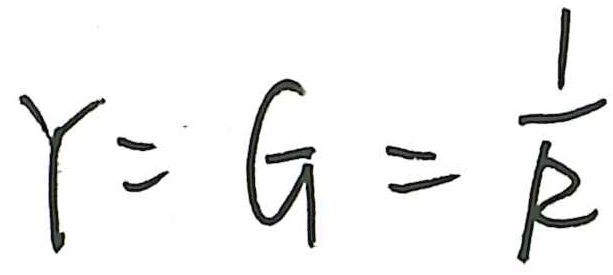 Y = G = 1/R